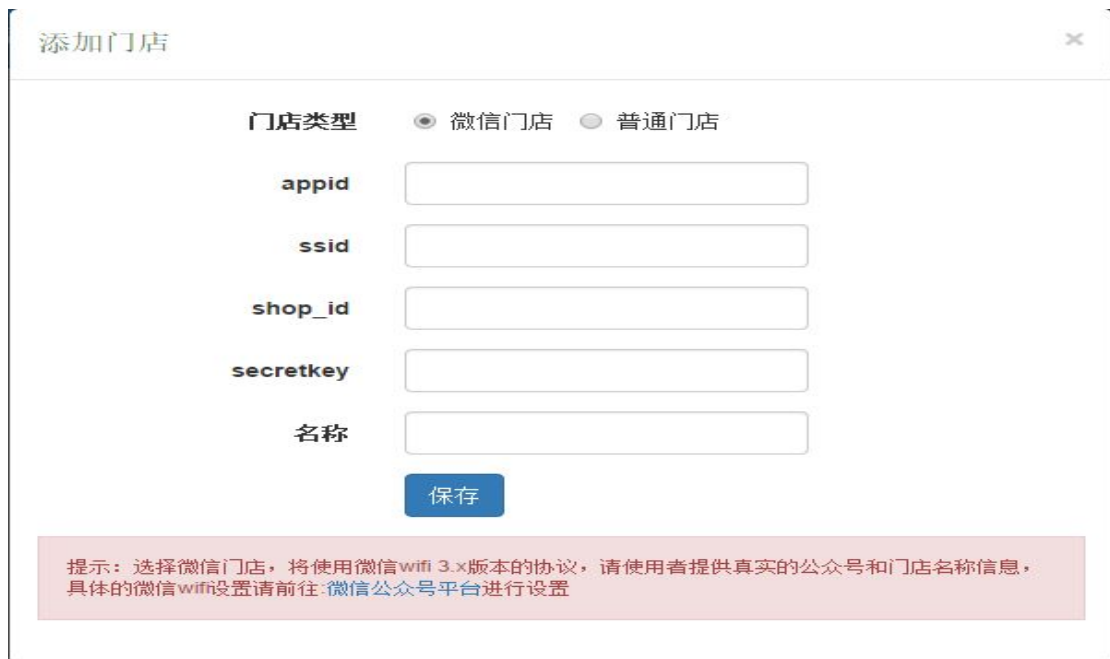 添加门店 ×
门店类型 微信门店 普通门店
appid
ssid
shop_id
secretkey
名称
保存
提示：选择微信门店，将使用微信wifi 3.x版本的协议，请使用者提供真实的公众号和门店名称信息，
具体的微信wifi设置请前往:微信公众号平台进行设置